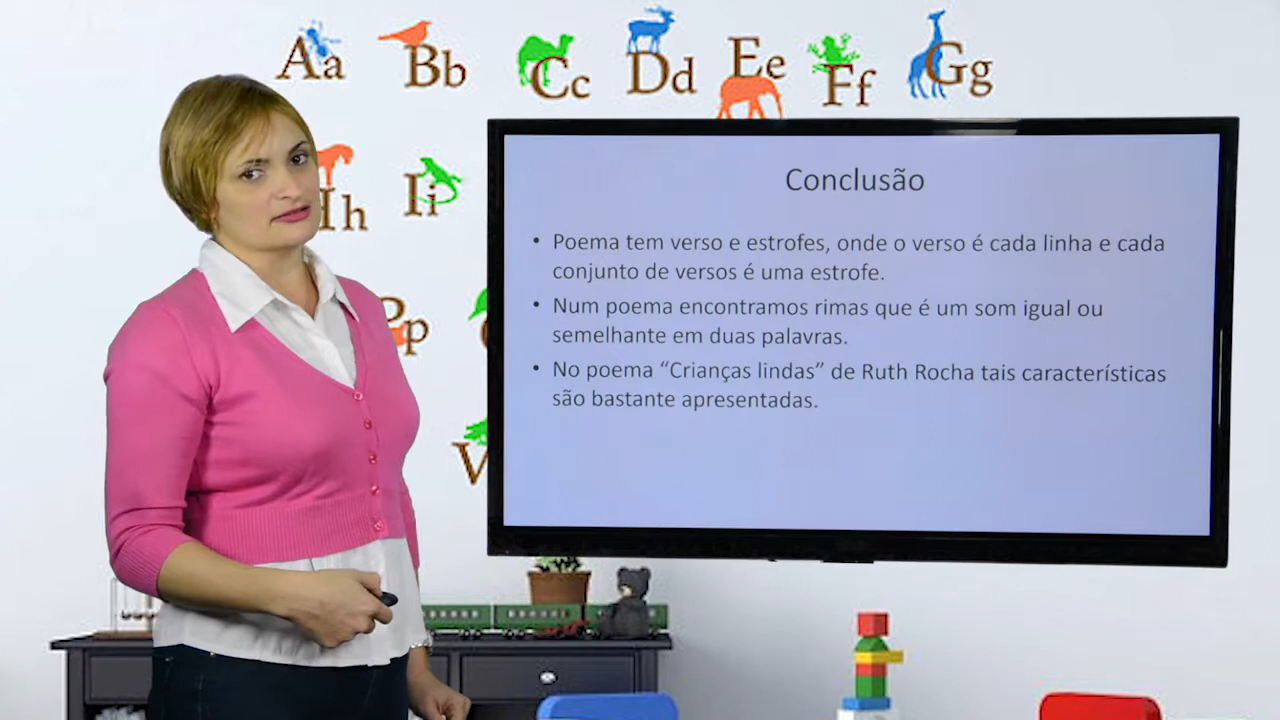 Aa Bb Cc Dd Ee Ff Gg
Hh Ii
Pp
V
Conclusão
• Poema tem verso e estrofes, onde o verso é cada linha e cada
conjunto de versos é uma estrofe.
• Num poema encontramos rimas que é um som igual ou
semelhante em duas palavras.
• No poema “Crianças lindas” de Ruth Rocha tais características
são bastante apresentadas.